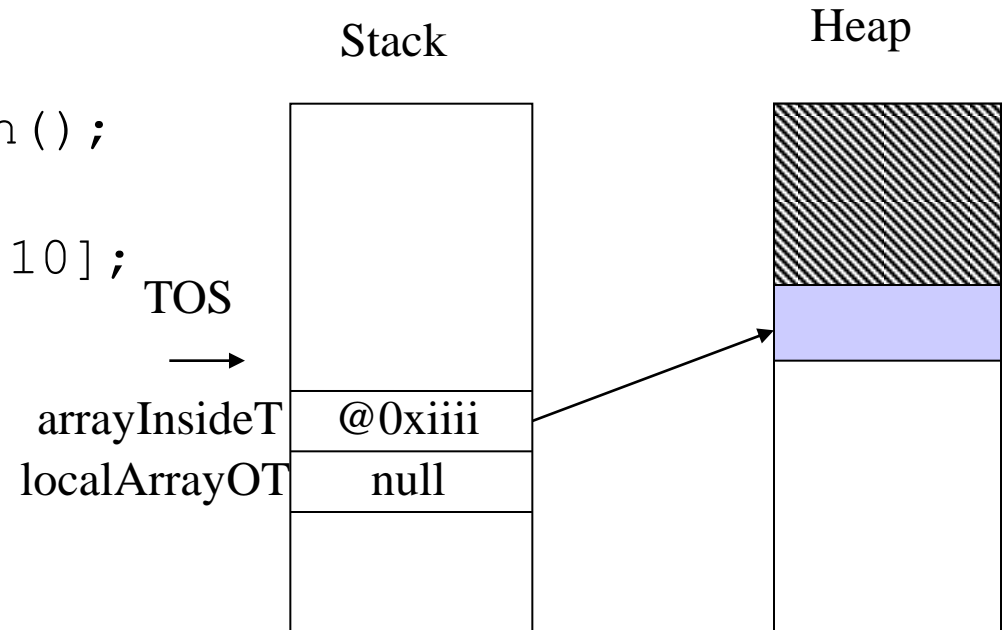 Stack
Heap
n();
10];
TOS
arrayInsideT @0xiiii
localArrayOT null